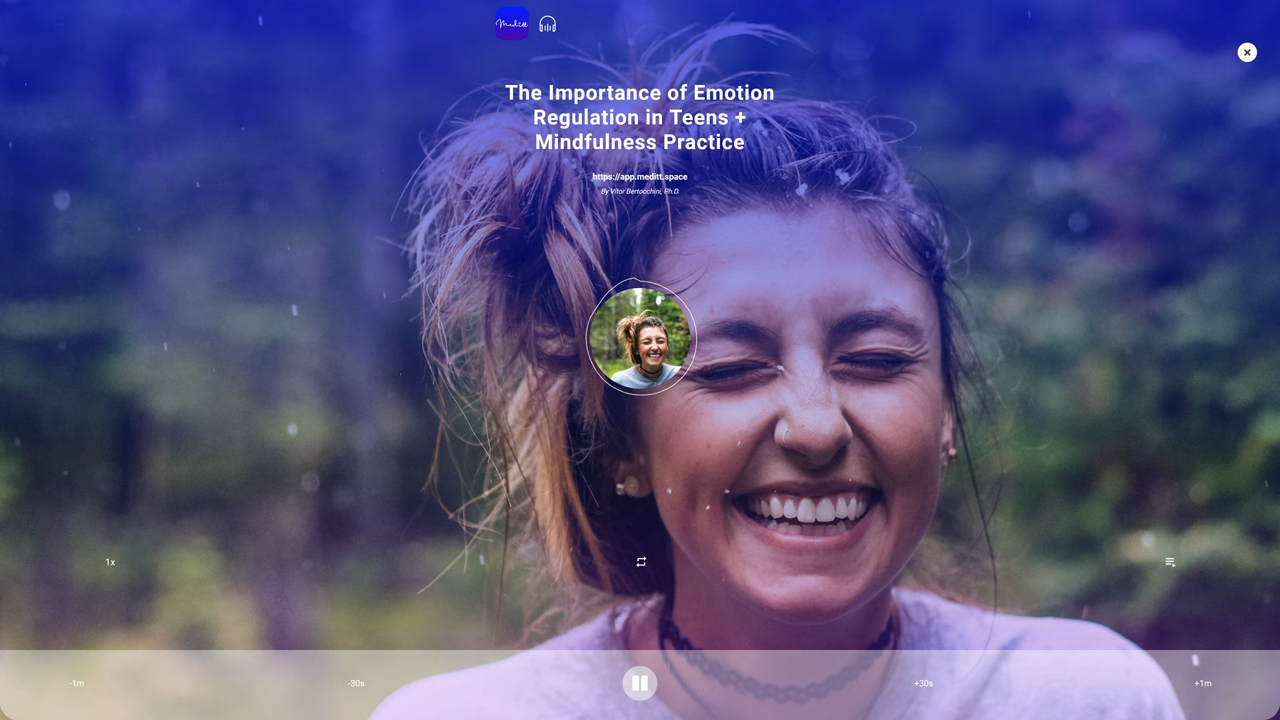 Meditt
The Importance of Emotion
Regulation in Teens +
Mindfulness Practice
https://app.meditt.space
By Vitor Bertocchini, Ph.D.
1x
-1m
-30s
+30s
+1m